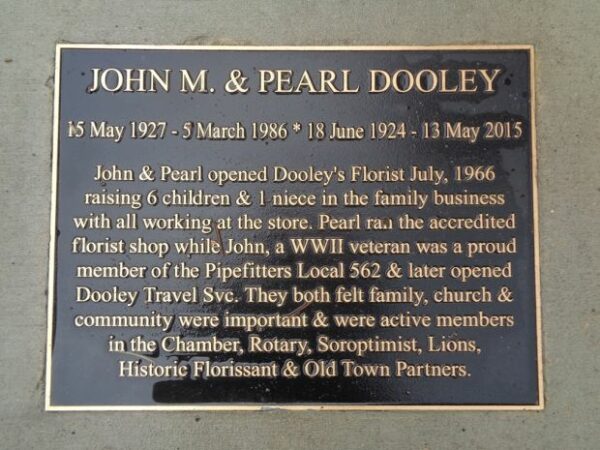 JOHN M. & PEARL DOOLEY
15 May 1927 - 5 March 1986 * 18 June 1924 - 13 May 2015
John & Pearl opened Dooley's Florist July, 1966
raising 6 children & 1 niece in the family business
with all working at the store. Pearl ran the accredited
florist shop while John, a WWII veteran was a proud
member of the Pipefitters Local 562 & later opened
Dooley Travel Svc. They both felt family, church &
community were important & were active members
in the Chamber, Rotary, Soroptimist, Lions,
Historic Florissant & Old Town Partners.